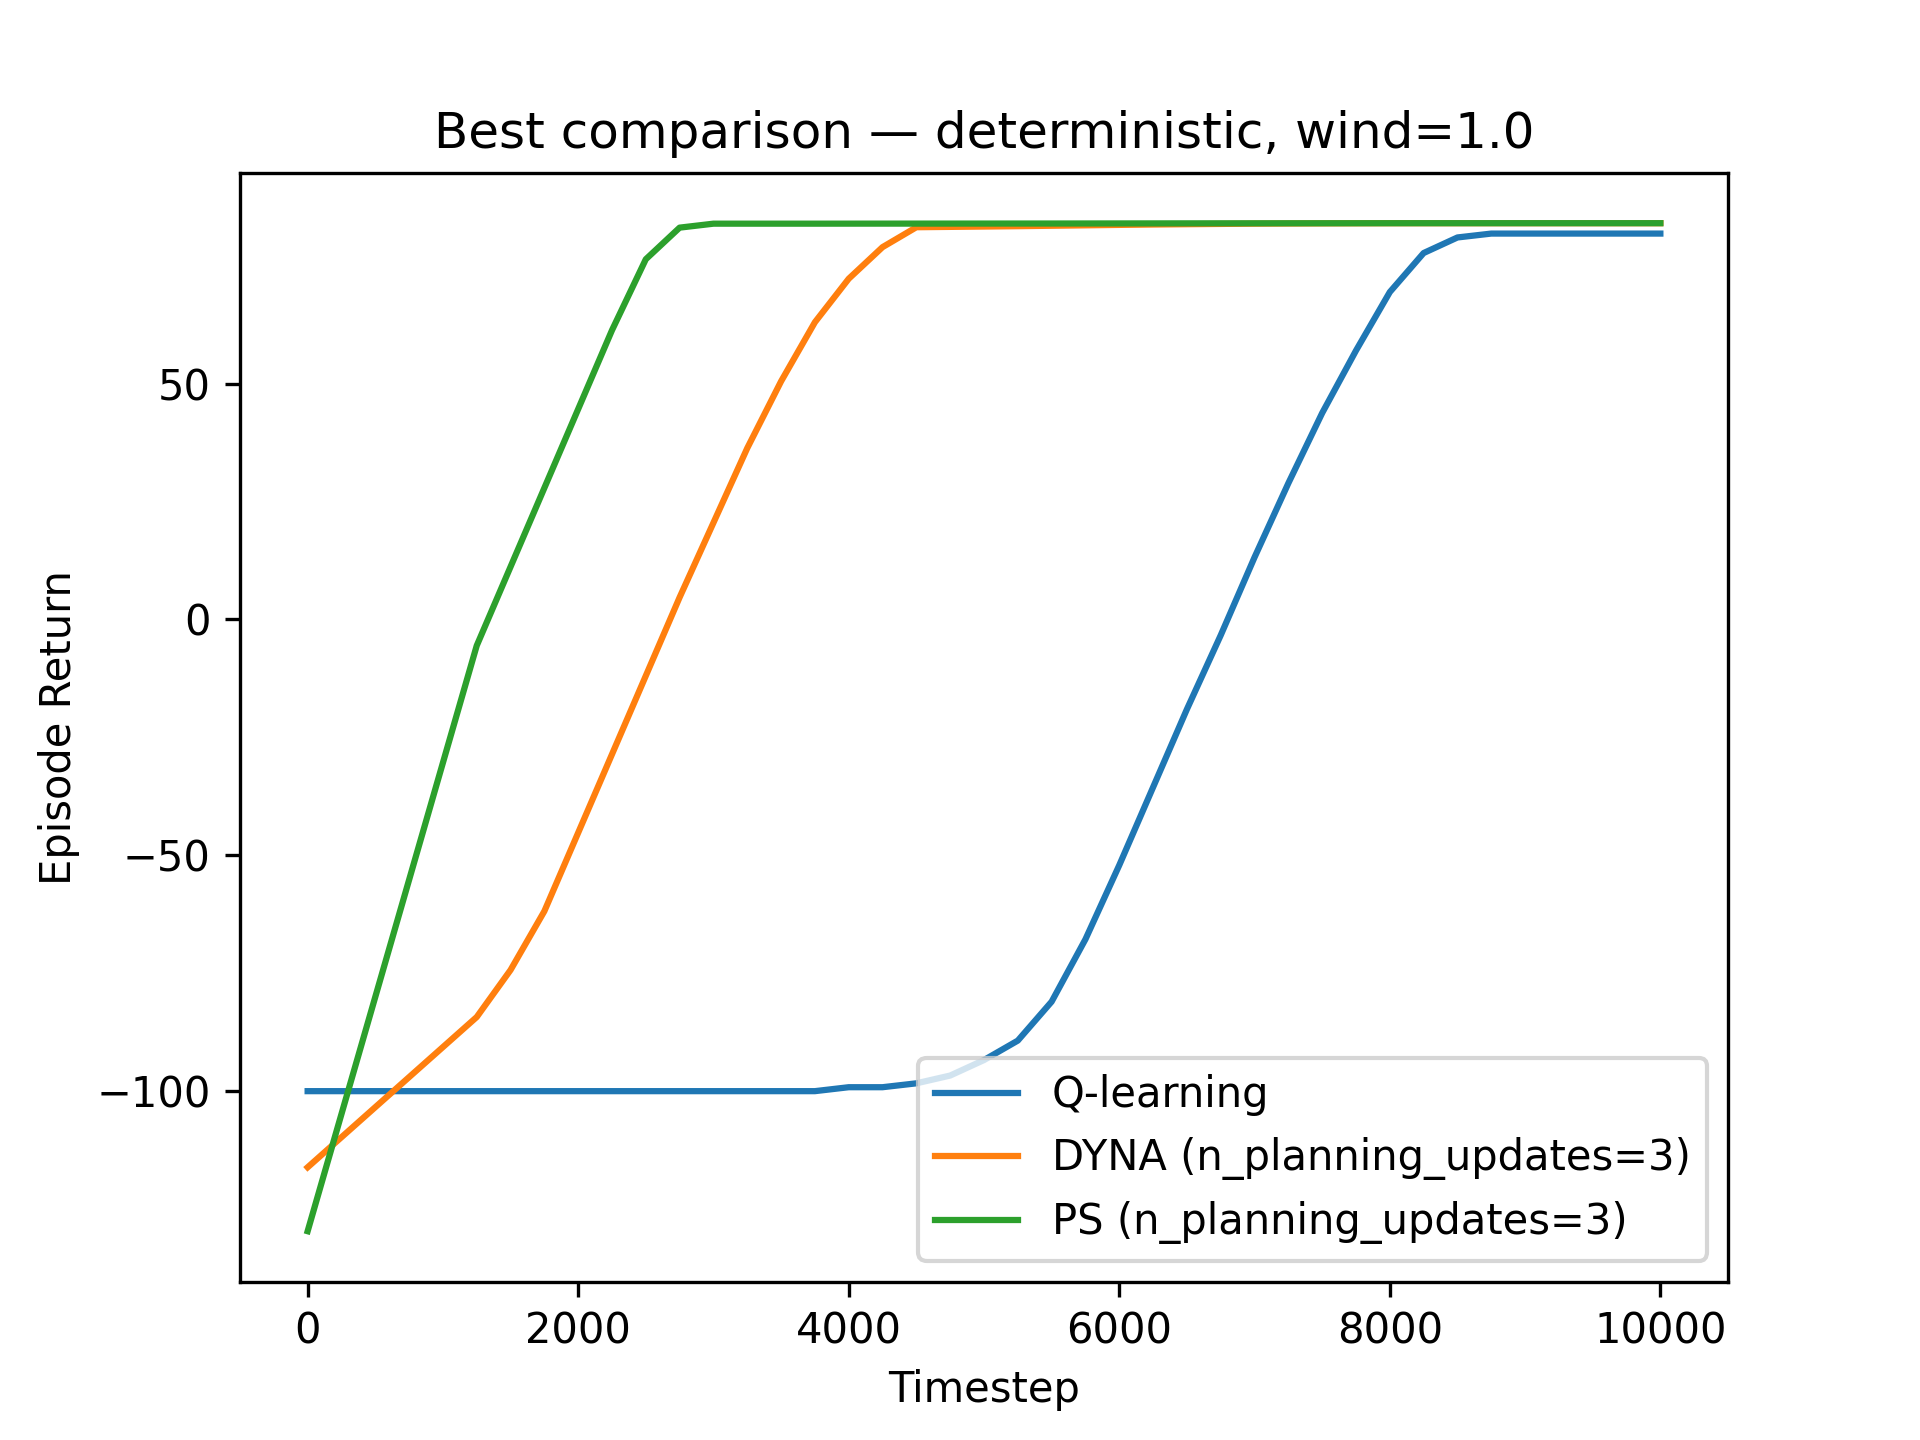 Best comparison — deterministic, wind=1.0
Episode Return
50
0
−50
−100
Q-learning
DYNA (n_planning_updates=3)
PS (n_planning_updates=3)
0 2000 4000 6000 8000 10000
Timestep